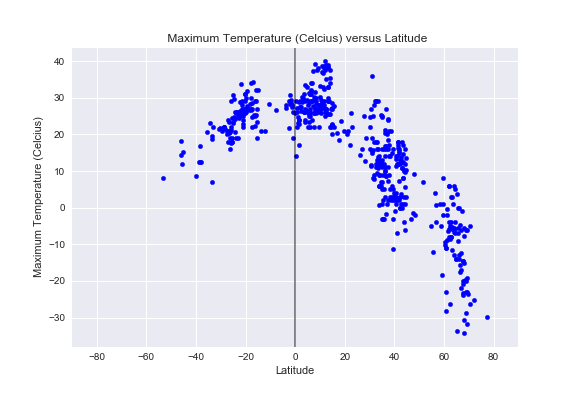 Maximum Temperature (Celcius) versus Latitude
40
30
20
10
0
−10
−20
−30
Maximum Temperature (Celcius)
−80 −60 −40 −20 0 20 40 60 80
Latitude